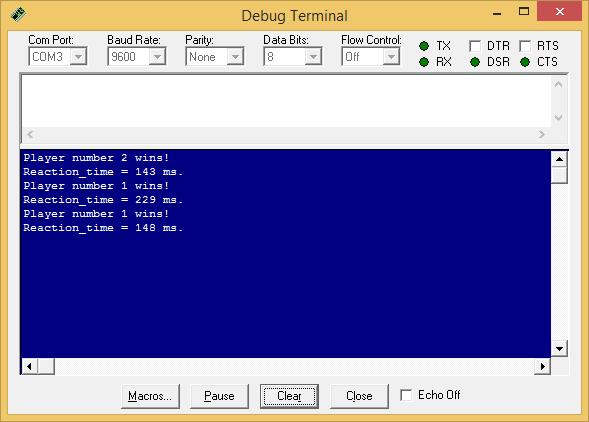 Debug Terminal
Com Port: Baud Rate: Parity: Data Bits: Flow Control:
COM3 9600 None 8 Off
TX DTR RTS
RX DSR CTS
Player number 2 wins!
Reaction_time = 143 ms.
Player number 1 wins!
Reaction_time = 229 ms.
Player number 1 wins!
Reaction_time = 148 ms.
Macros... Pause Clear Close Echo Off